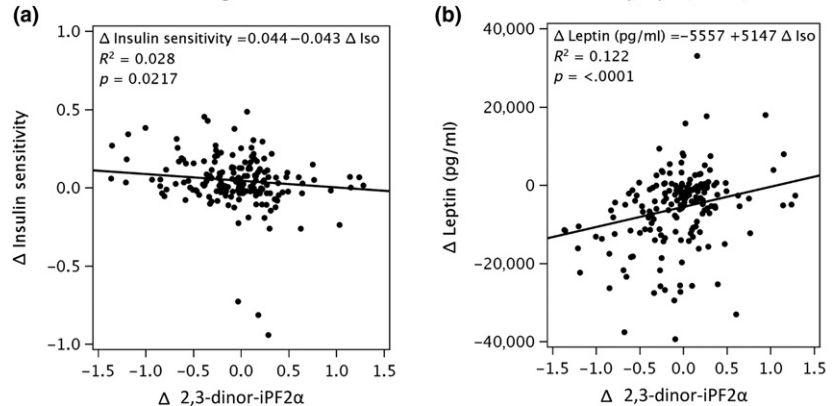 (a)
Δ Insulin sensitivity =0.044−0.043 Δ Iso
R² = 0.028
p = 0.0217
1.0
0.5
0.0
−0.5
−1.0
Δ Insulin sensitivity
−1.5 −1.0 −0.5 0.0 0.5 1.0 1.5
Δ 2,3-dinor-iPF2α
(b)
Δ Leptin (pg/ml) =−5557 +5147 Δ Iso
R² = 0.122
p = <.0001
40,000
20,000
0
−20,000
−40,000
Δ Leptin (pg/ml)
−1.5 −1.0 −0.5 0.0 0.5 1.0 1.5
Δ 2,3-dinor-iPF2α